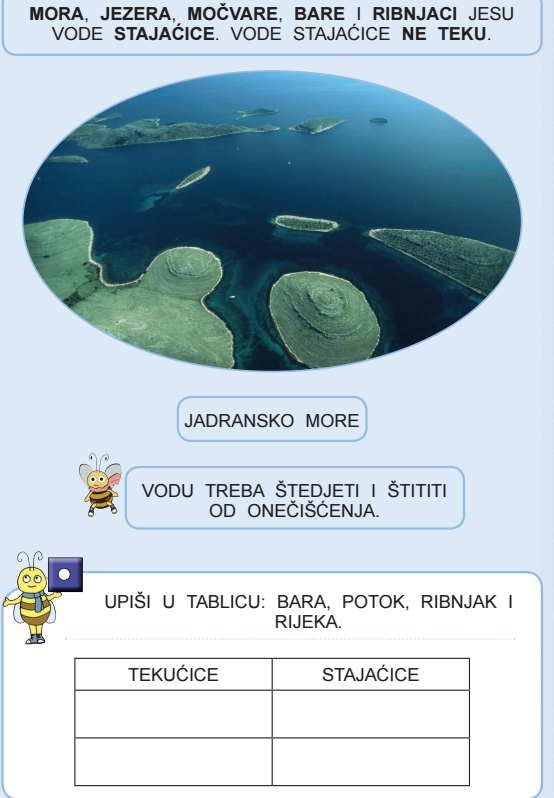 MORA, JEZERA, MOČVARE, BARE I RIBNJACI JESU
VODE STAJAĆICE. VODE STAJAĆICE NE TEKU.
JADRANSKO MORE
VODU TREBA ŠTEDJETI I ŠTITITI
OD ONEČIŠĆENJA.
UPIŠI U TABLICU: BARA, POTOK, RIBNJAK I
RIJEKA.
TEKUĆICE STAJAĆICE